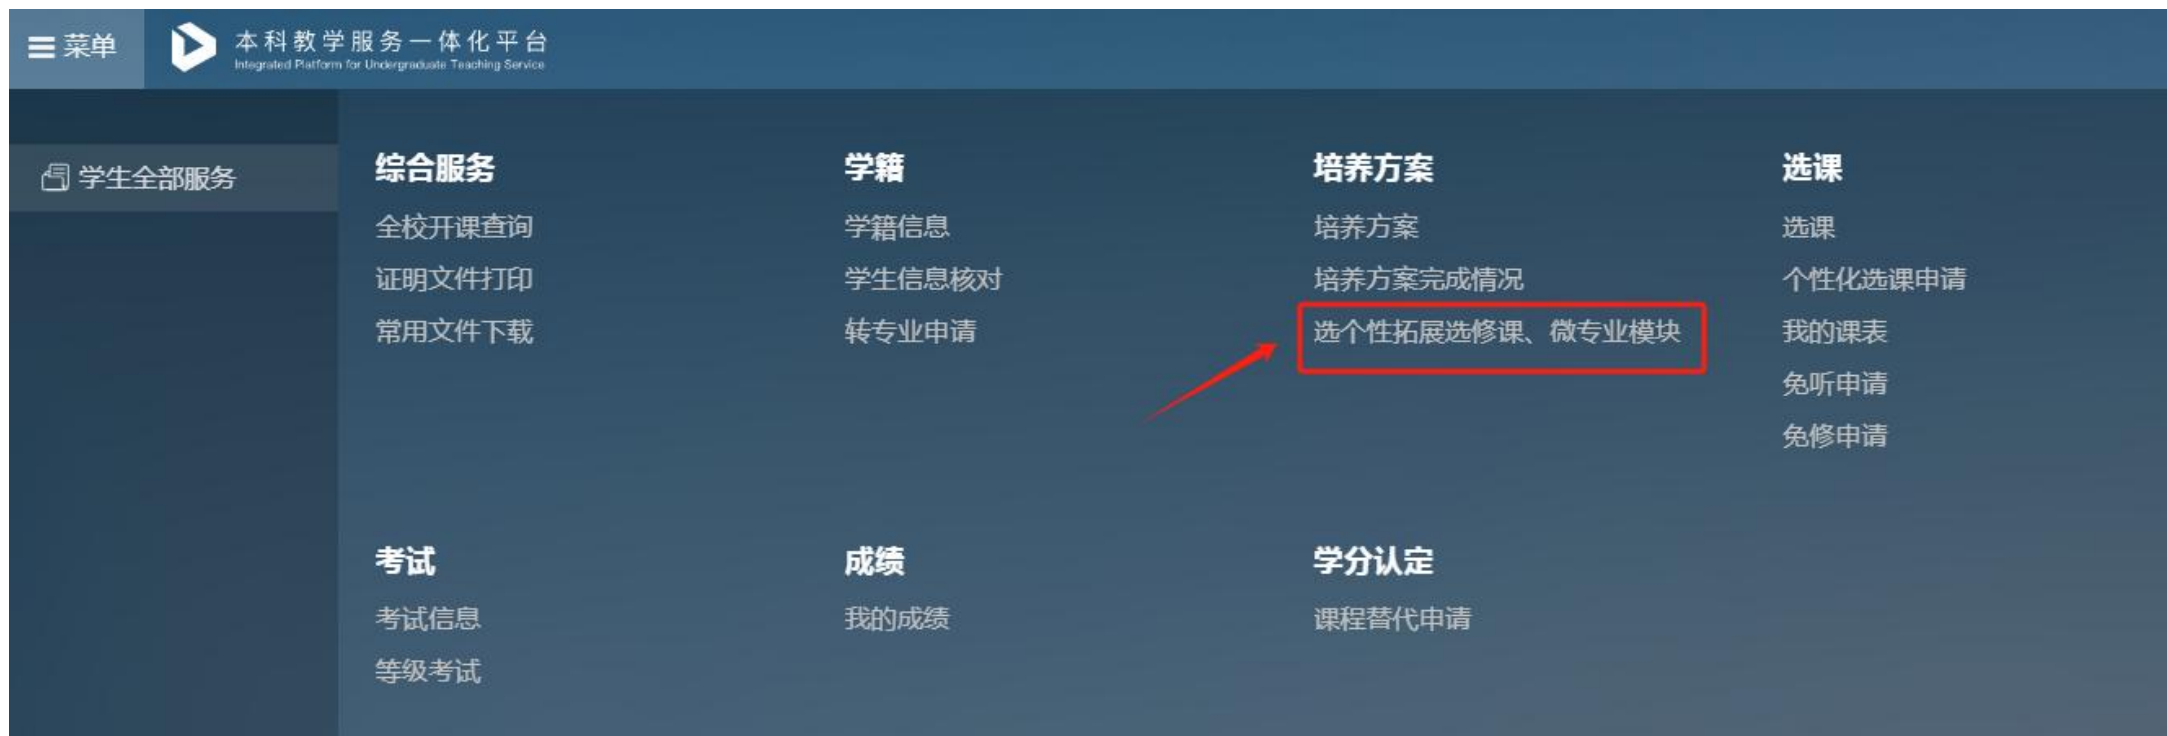 菜单
本科教学服务一体化平台
Integrated Platform for Undergraduate Teaching Service
学生全部服务
综合服务
全校开课查询
证明文件打印
常用文件下载
学籍
学籍信息
学生信息核对
转专业申请
培养方案
培养方案
培养方案完成情况
选个性拓展选修课、微专业模块
选课
选课
个性化选课申请
我的课表
免听申请
免修申请
考试
考试信息
等级考试
成绩
我的成绩
学分认定
课程替代申请